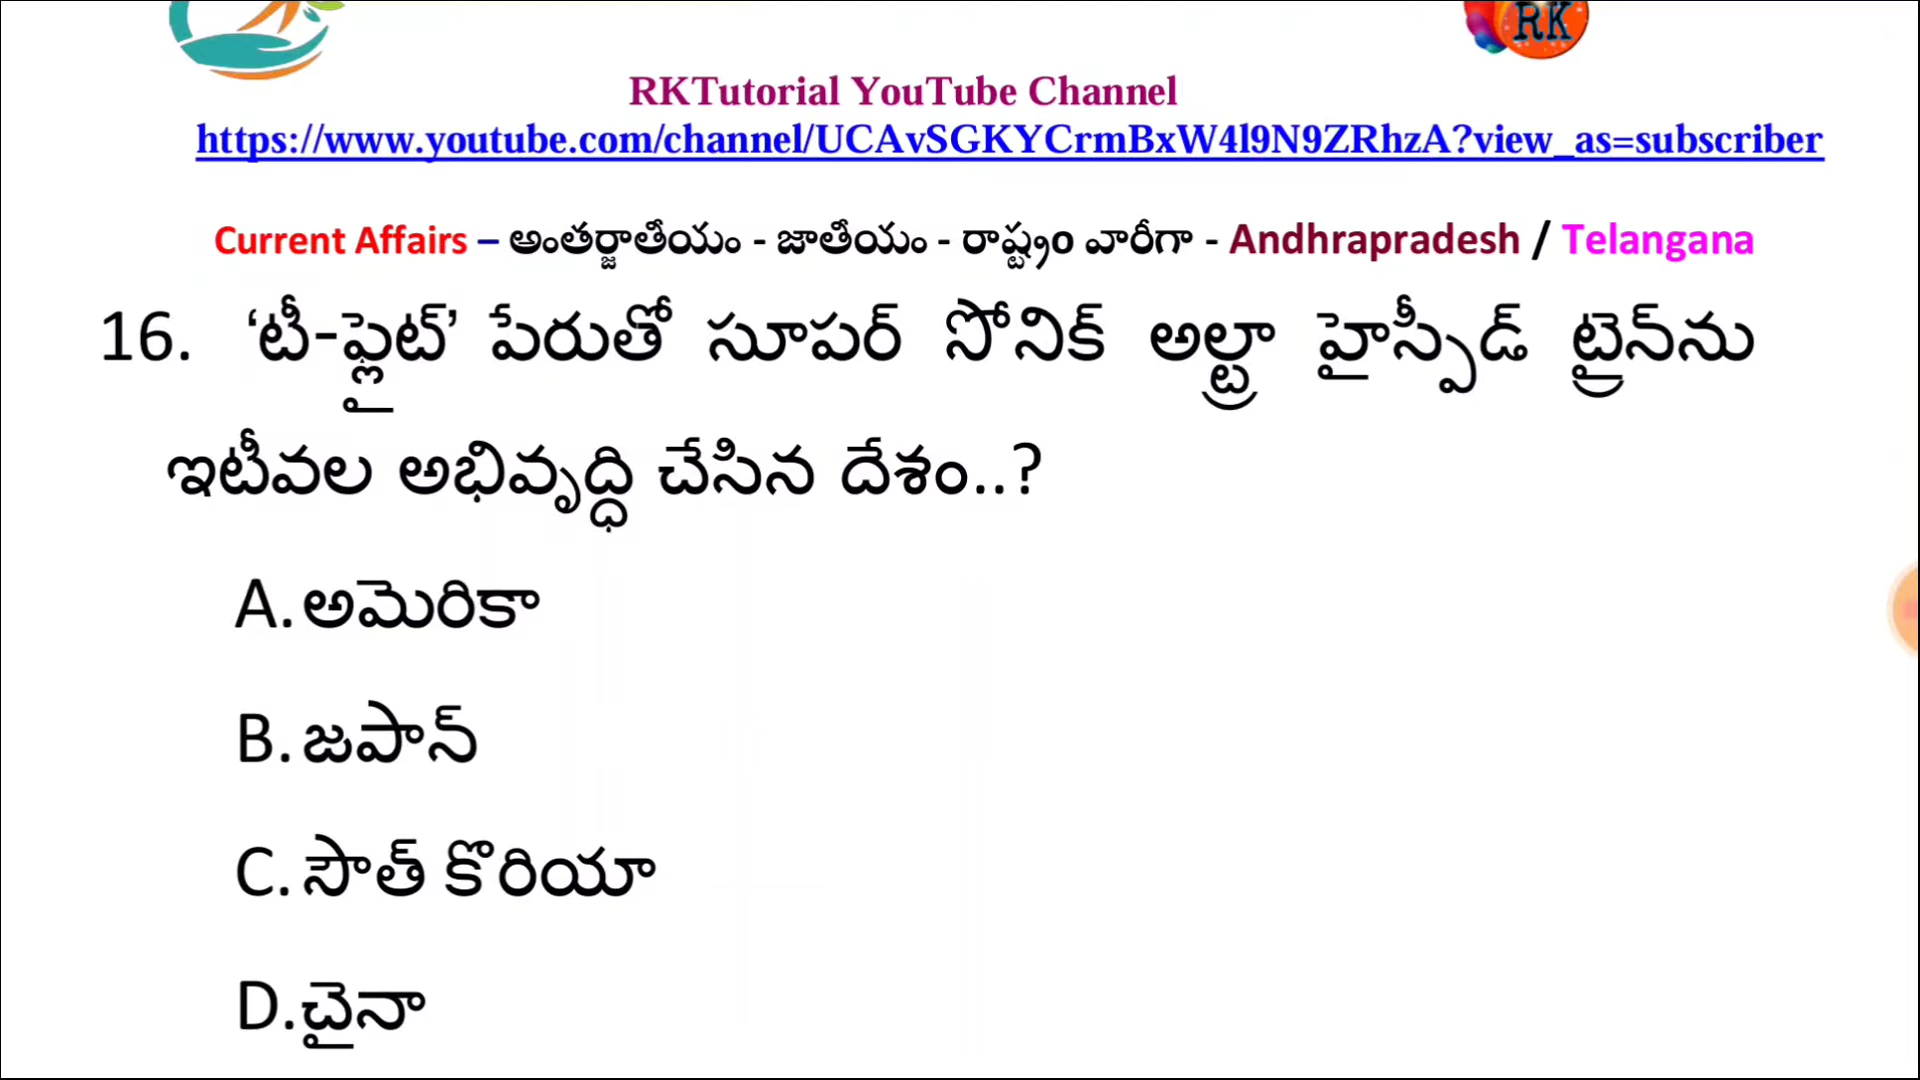 RK
RKTutorial YouTube Channel
https://www.youtube.com/channel/UCAvSGKYCrmBxW4l9N9ZRhzA?view_as=subscriber
Current Affairs – అంతర్జాతీయం - జాతీయం - రాష్ట్రం వారీగా - Andhrapradesh / Telangana
16. ‘టీ-ఫ్లైట్’ పేరుతో సూపర్ సోనిక్ అల్ట్రా హైస్పీడ్ ట్రైన్‌ను
ఇటీవల అభివృద్ధి చేసిన దేశం..?
A. అమెరికా
B. జపాన్
C. సౌత్ కొరియా
D. చైనా